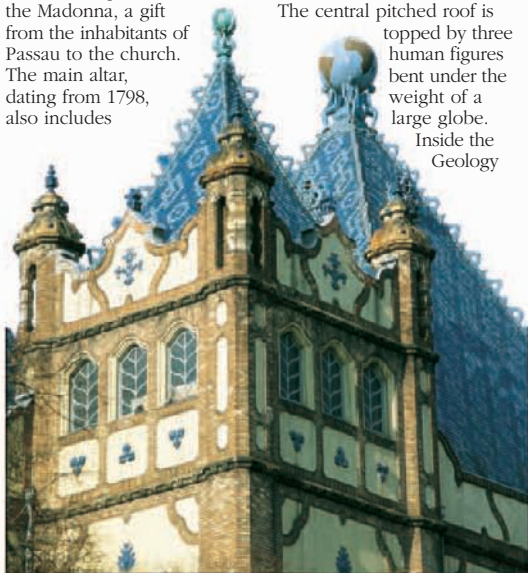 the Madonna, a gift
from the inhabitants of
Passau to the church.
The main altar,
dating from 1798,
also includes
The central pitched roof is
topped by three
human figures
bent under the
weight of a
large globe.
Inside the
Geology